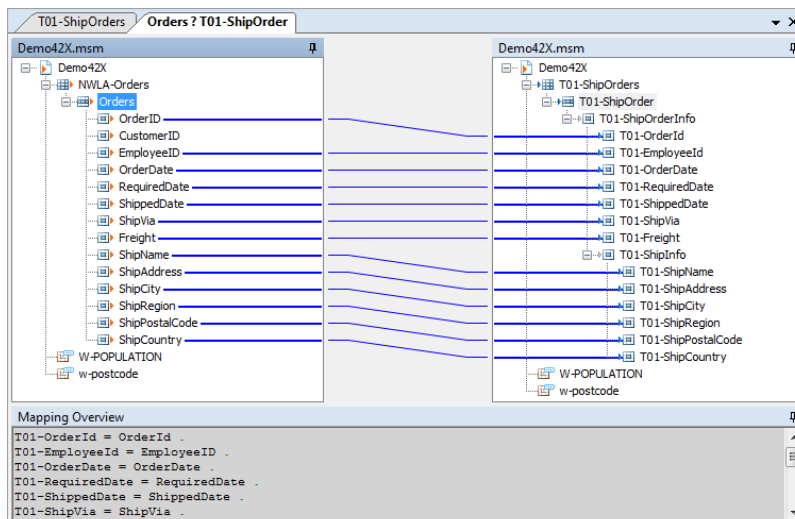 T01-ShipOrders
Orders ? T01-ShipOrder
Demo42X.msm
Demo42X
NWLA-Orders
Orders
OrderID
CustomerID
EmployeeID
OrderDate
RequiredDate
ShippedDate
ShipVia
Freight
ShipName
ShipAddress
ShipCity
ShipRegion
ShipPostalCode
ShipCountry
W-POPULATION
w-postcode
Demo42X.msm
Demo42X
T01-ShipOrders
T01-ShipOrder
T01-ShipOrderInfo
T01-OrderId
T01-EmployeeId
T01-OrderDate
T01-RequiredDate
T01-ShippedDate
T01-ShipVia
T01-Freight
T01-ShipInfo
T01-ShipName
T01-ShipAddress
T01-ShipCity
T01-ShipRegion
T01-ShipPostalCode
T01-ShipCountry
W-POPULATION
w-postcode
Mapping Overview
T01-OrderId = OrderId .
T01-EmployeeId = EmployeeID .
T01-OrderDate = OrderDate .
T01-RequiredDate = RequiredDate .
T01-ShippedDate = ShippedDate .
T01-ShipVia = ShipVia .